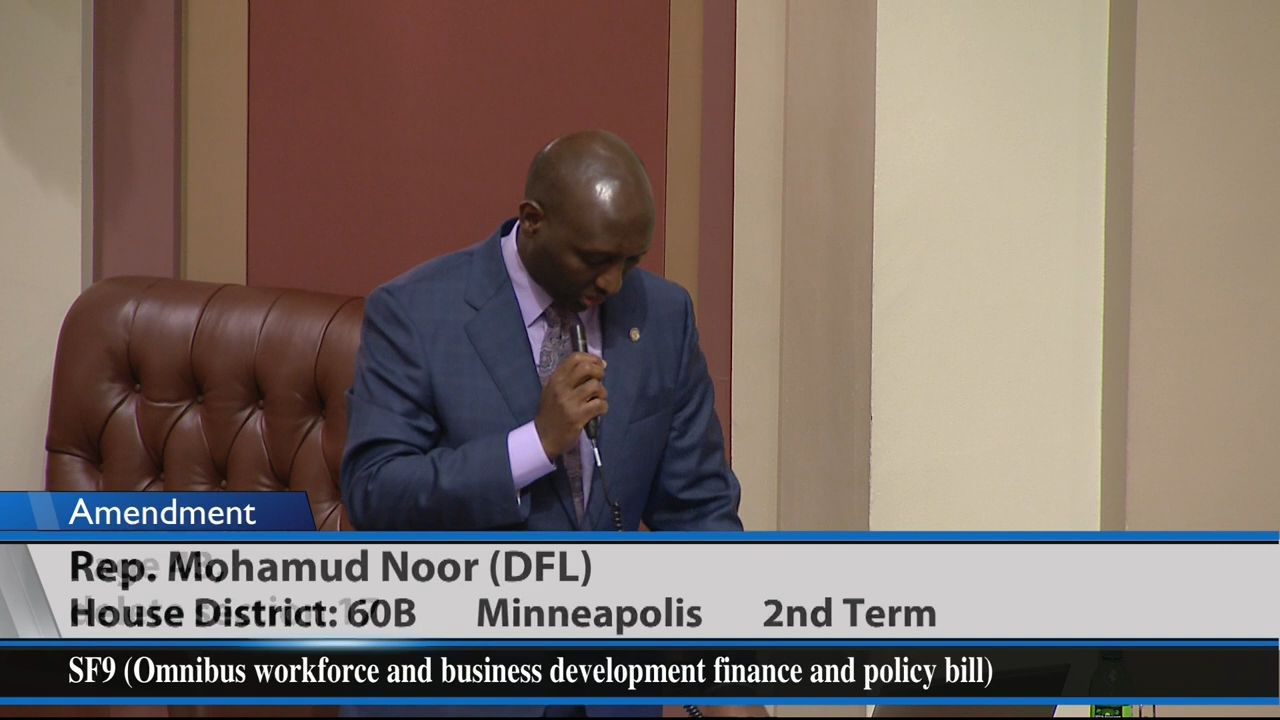 Amendment
Rep. Mohamud Noor (DFL)
House District: 60B Minneapolis 2nd Term
SF9 (Omnibus workforce and business development finance and policy bill)